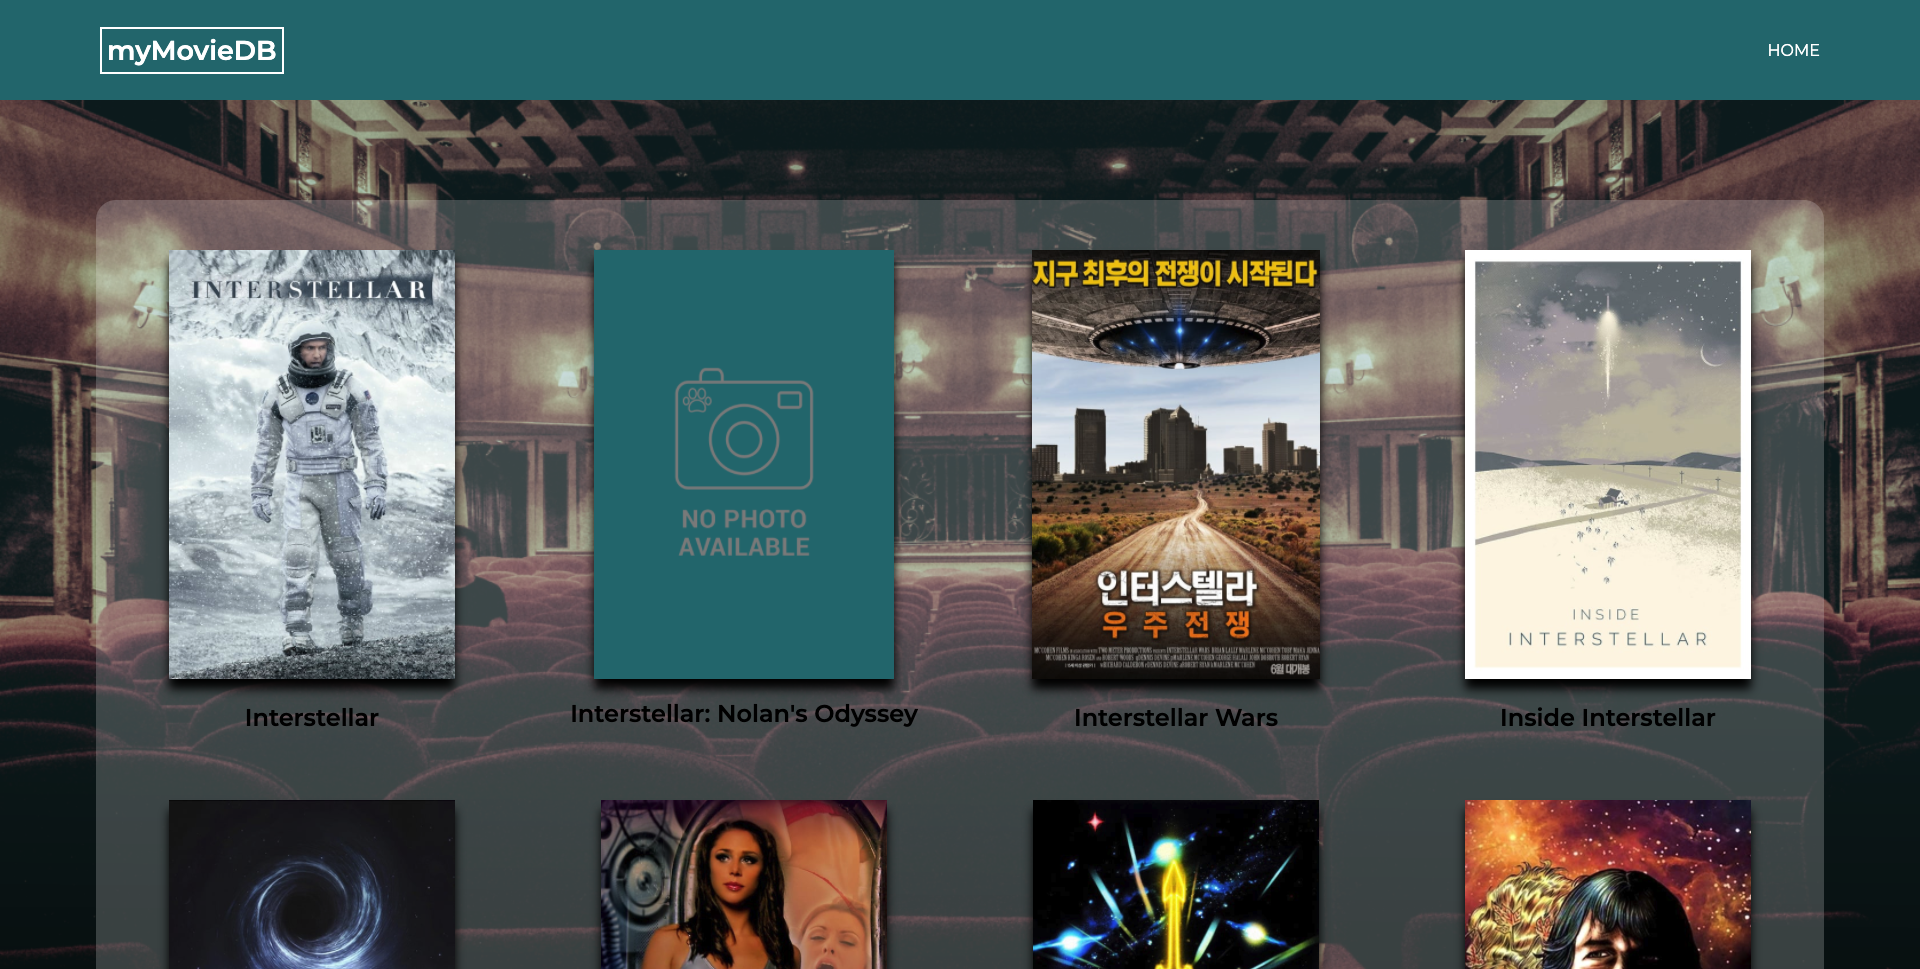 myMovieDB
HOME
INTERSTELLAR
NO PHOTO
AVAILABLE
지구 최후의 전쟁이 시작된다
인터스텔라
우주전쟁
6월 대개봉
INSIDE
INTERSTELLAR
Interstellar
Interstellar: Nolan's Odyssey
Interstellar Wars
Inside Interstellar